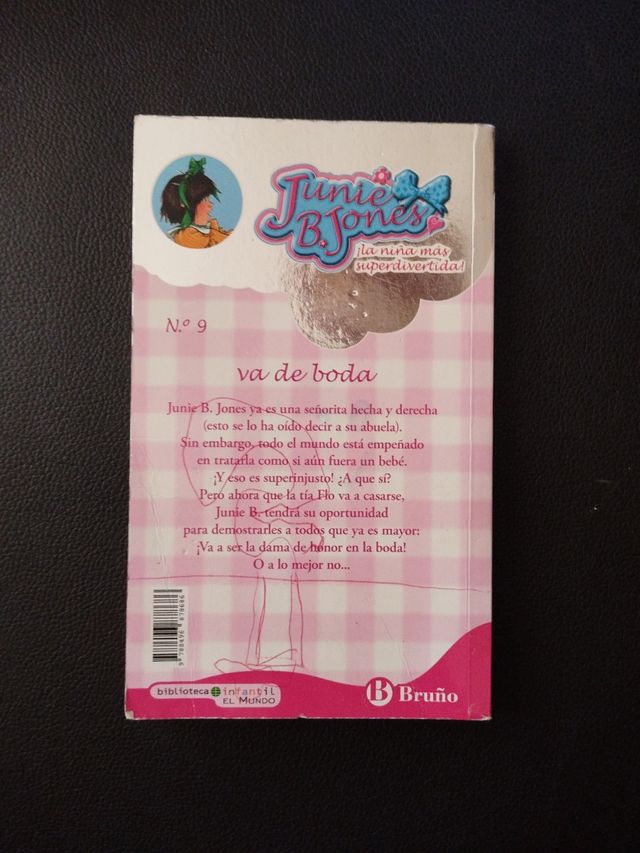 Junie
B. Jones
¡la niña más
superdivertida!
N.º 9
va de boda
Junie B. Jones ya es una señorita hecha y derecha
(esto se lo ha oído decir a su abuela).
Sin embargo, todo el mundo está empeñado
en tratarla como si aún fuera un bebé.
¡Y eso es superinjusto! ¿A que sí?
Pero ahora que la tía Flo va a casarse,
Junie B. tendrá su oportunidad
para demostrarles a todos que ya es mayor:
¡Va a ser la dama de honor en la boda!
O a lo mejor no...
9 788496 878686
biblioteca infantil
EL MUNDO
B Bruño